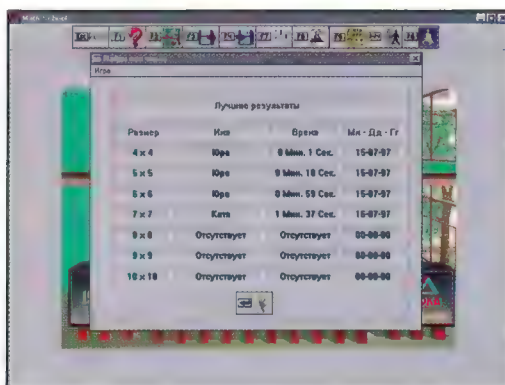 Игра
Лучшие результаты
Размер Имя Время Мм - Дд - Гг
4 x 4 Юра 0 Мин. 1 Сек. 15-07-97
5 x 5 Юра 0 Мин. 18 Сек. 15-07-97
6 x 6 Юра 0 Мин. 59 Сек. 15-07-97
7 x 7 Катя 1 Мин. 37 Сек. 16-07-97
8 x 8 Отсутствует Отсутствует 00-00-00
9 x 9 Отсутствует Отсутствует 00-00-00
10 x 10 Отсутствует Отсутствует 00-00-00